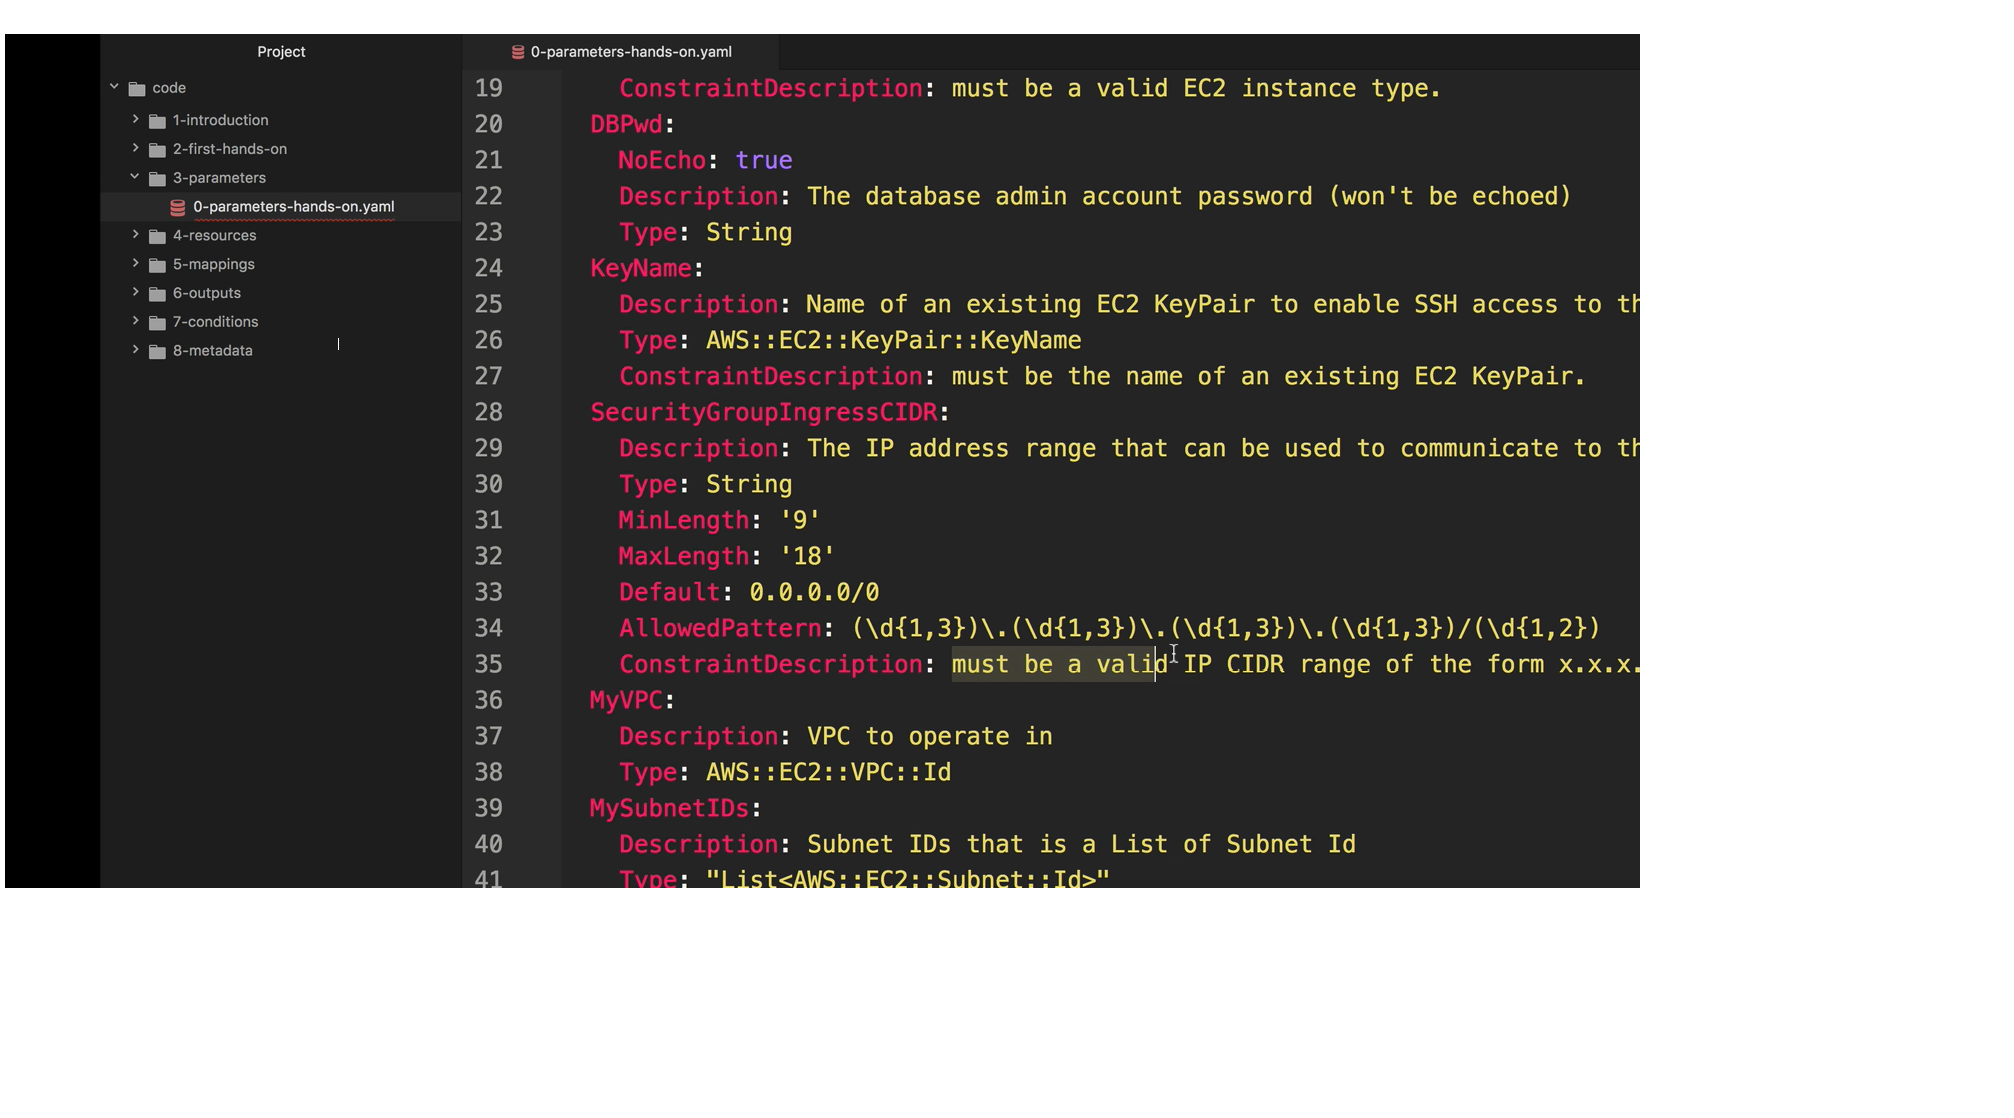 Project
0-parameters-hands-on.yaml
code
1-introduction
2-first-hands-on
3-parameters
0-parameters-hands-on.yaml
4-resources
5-mappings
6-outputs
7-conditions
8-metadata
19 ConstraintDescription: must be a valid EC2 instance type.
20 DBPwd:
21 NoEcho: true
22 Description: The database admin account password (won't be echoed)
23 Type: String
24 KeyName:
25 Description: Name of an existing EC2 KeyPair to enable SSH access to th
26 Type: AWS::EC2::KeyPair::KeyName
27 ConstraintDescription: must be the name of an existing EC2 KeyPair.
28 SecurityGroupIngressCIDR:
29 Description: The IP address range that can be used to communicate to th
30 Type: String
31 MinLength: '9'
32 MaxLength: '18'
33 Default: 0.0.0.0/0
34 AllowedPattern: (\d{1,3})\.(\d{1,3})\.(\d{1,3})\.(\d{1,3})/(\d{1,2})
35 ConstraintDescription: must be a valid IP CIDR range of the form x.x.x.
36 MyVPC:
37 Description: VPC to operate in
38 Type: AWS::EC2::VPC::Id
39 MySubnetIDs:
40 Description: Subnet IDs that is a List of Subnet Id
41 Type: "List<AWS::EC2::Subnet::Id>"